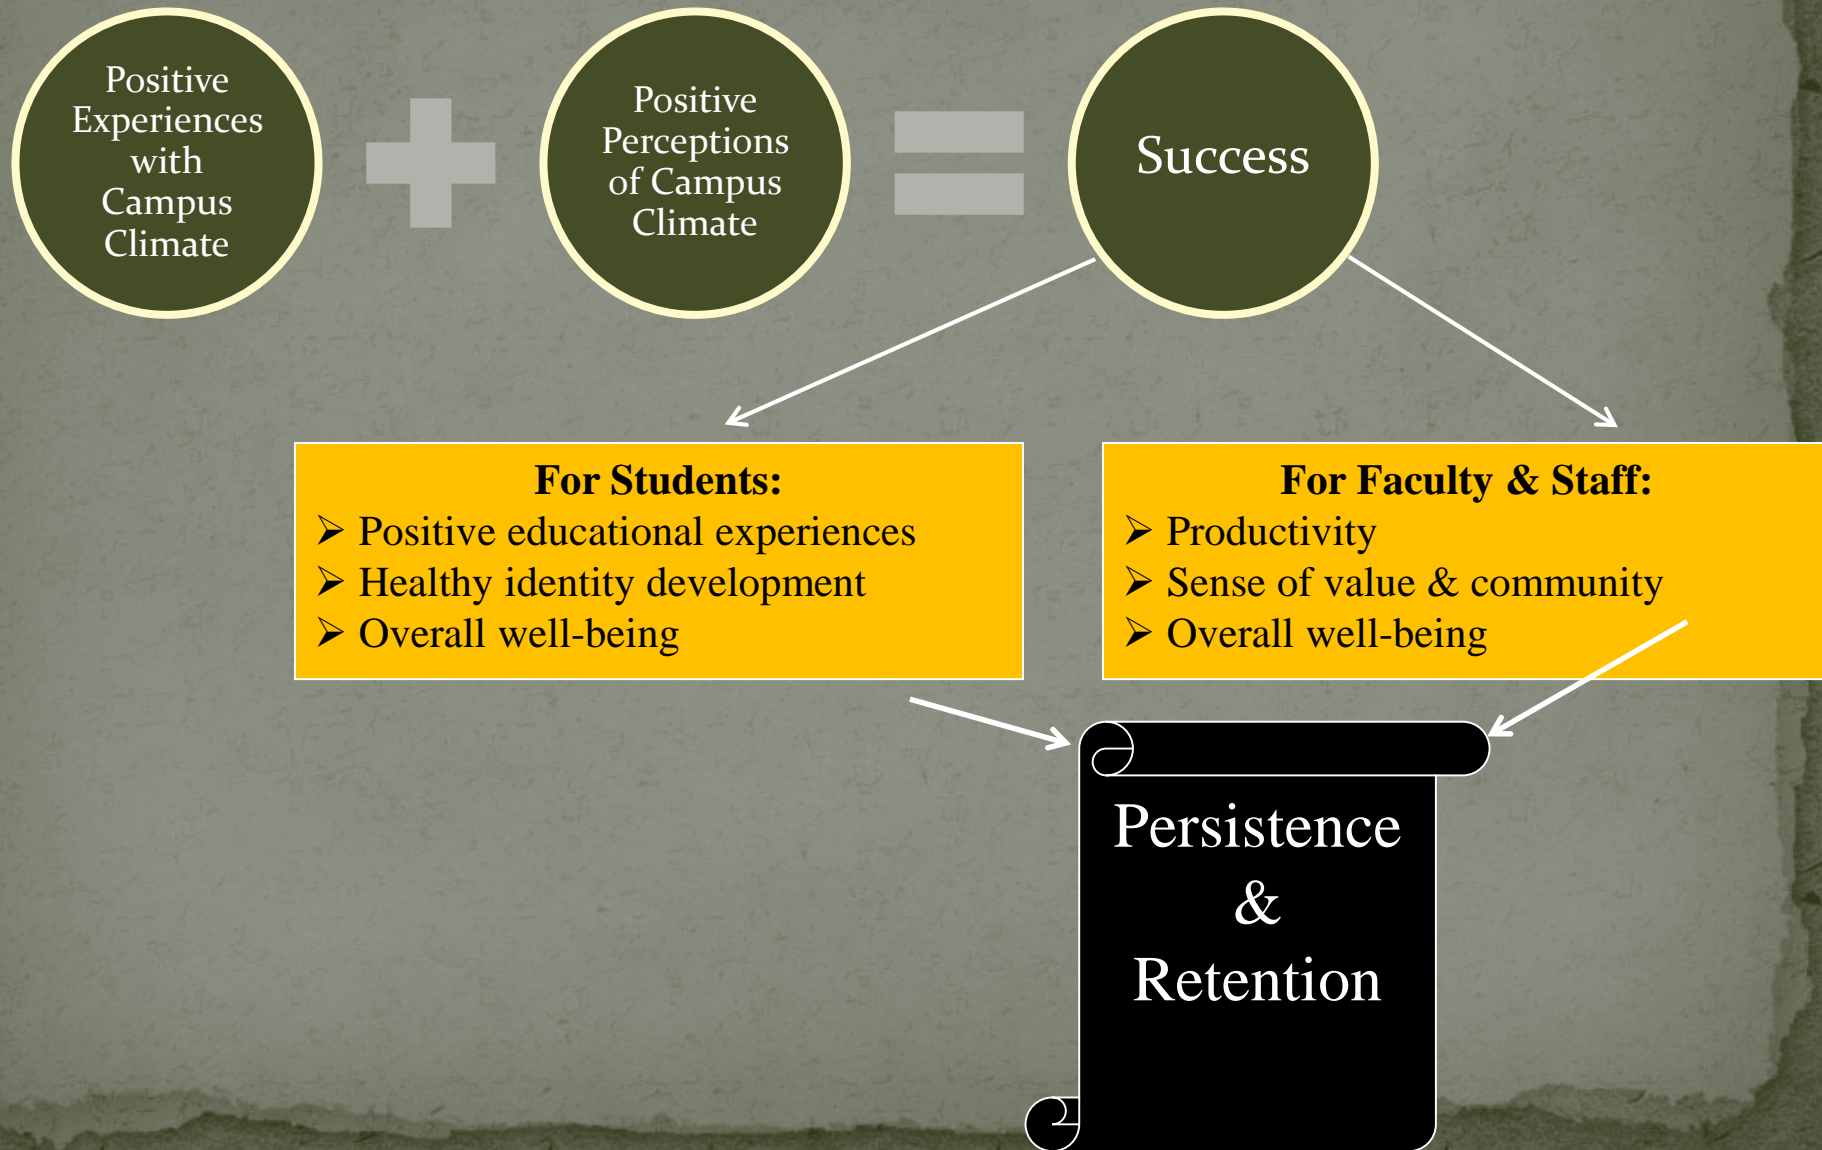 Positive
Experiences
with
Campus
Climate
Positive
Perceptions
of Campus
Climate
Success
For Students:
➢ Positive educational experiences
➢ Healthy identity development
➢ Overall well-being
For Faculty & Staff:
➢ Productivity
➢ Sense of value & community
➢ Overall well-being
Persistence
&
Retention